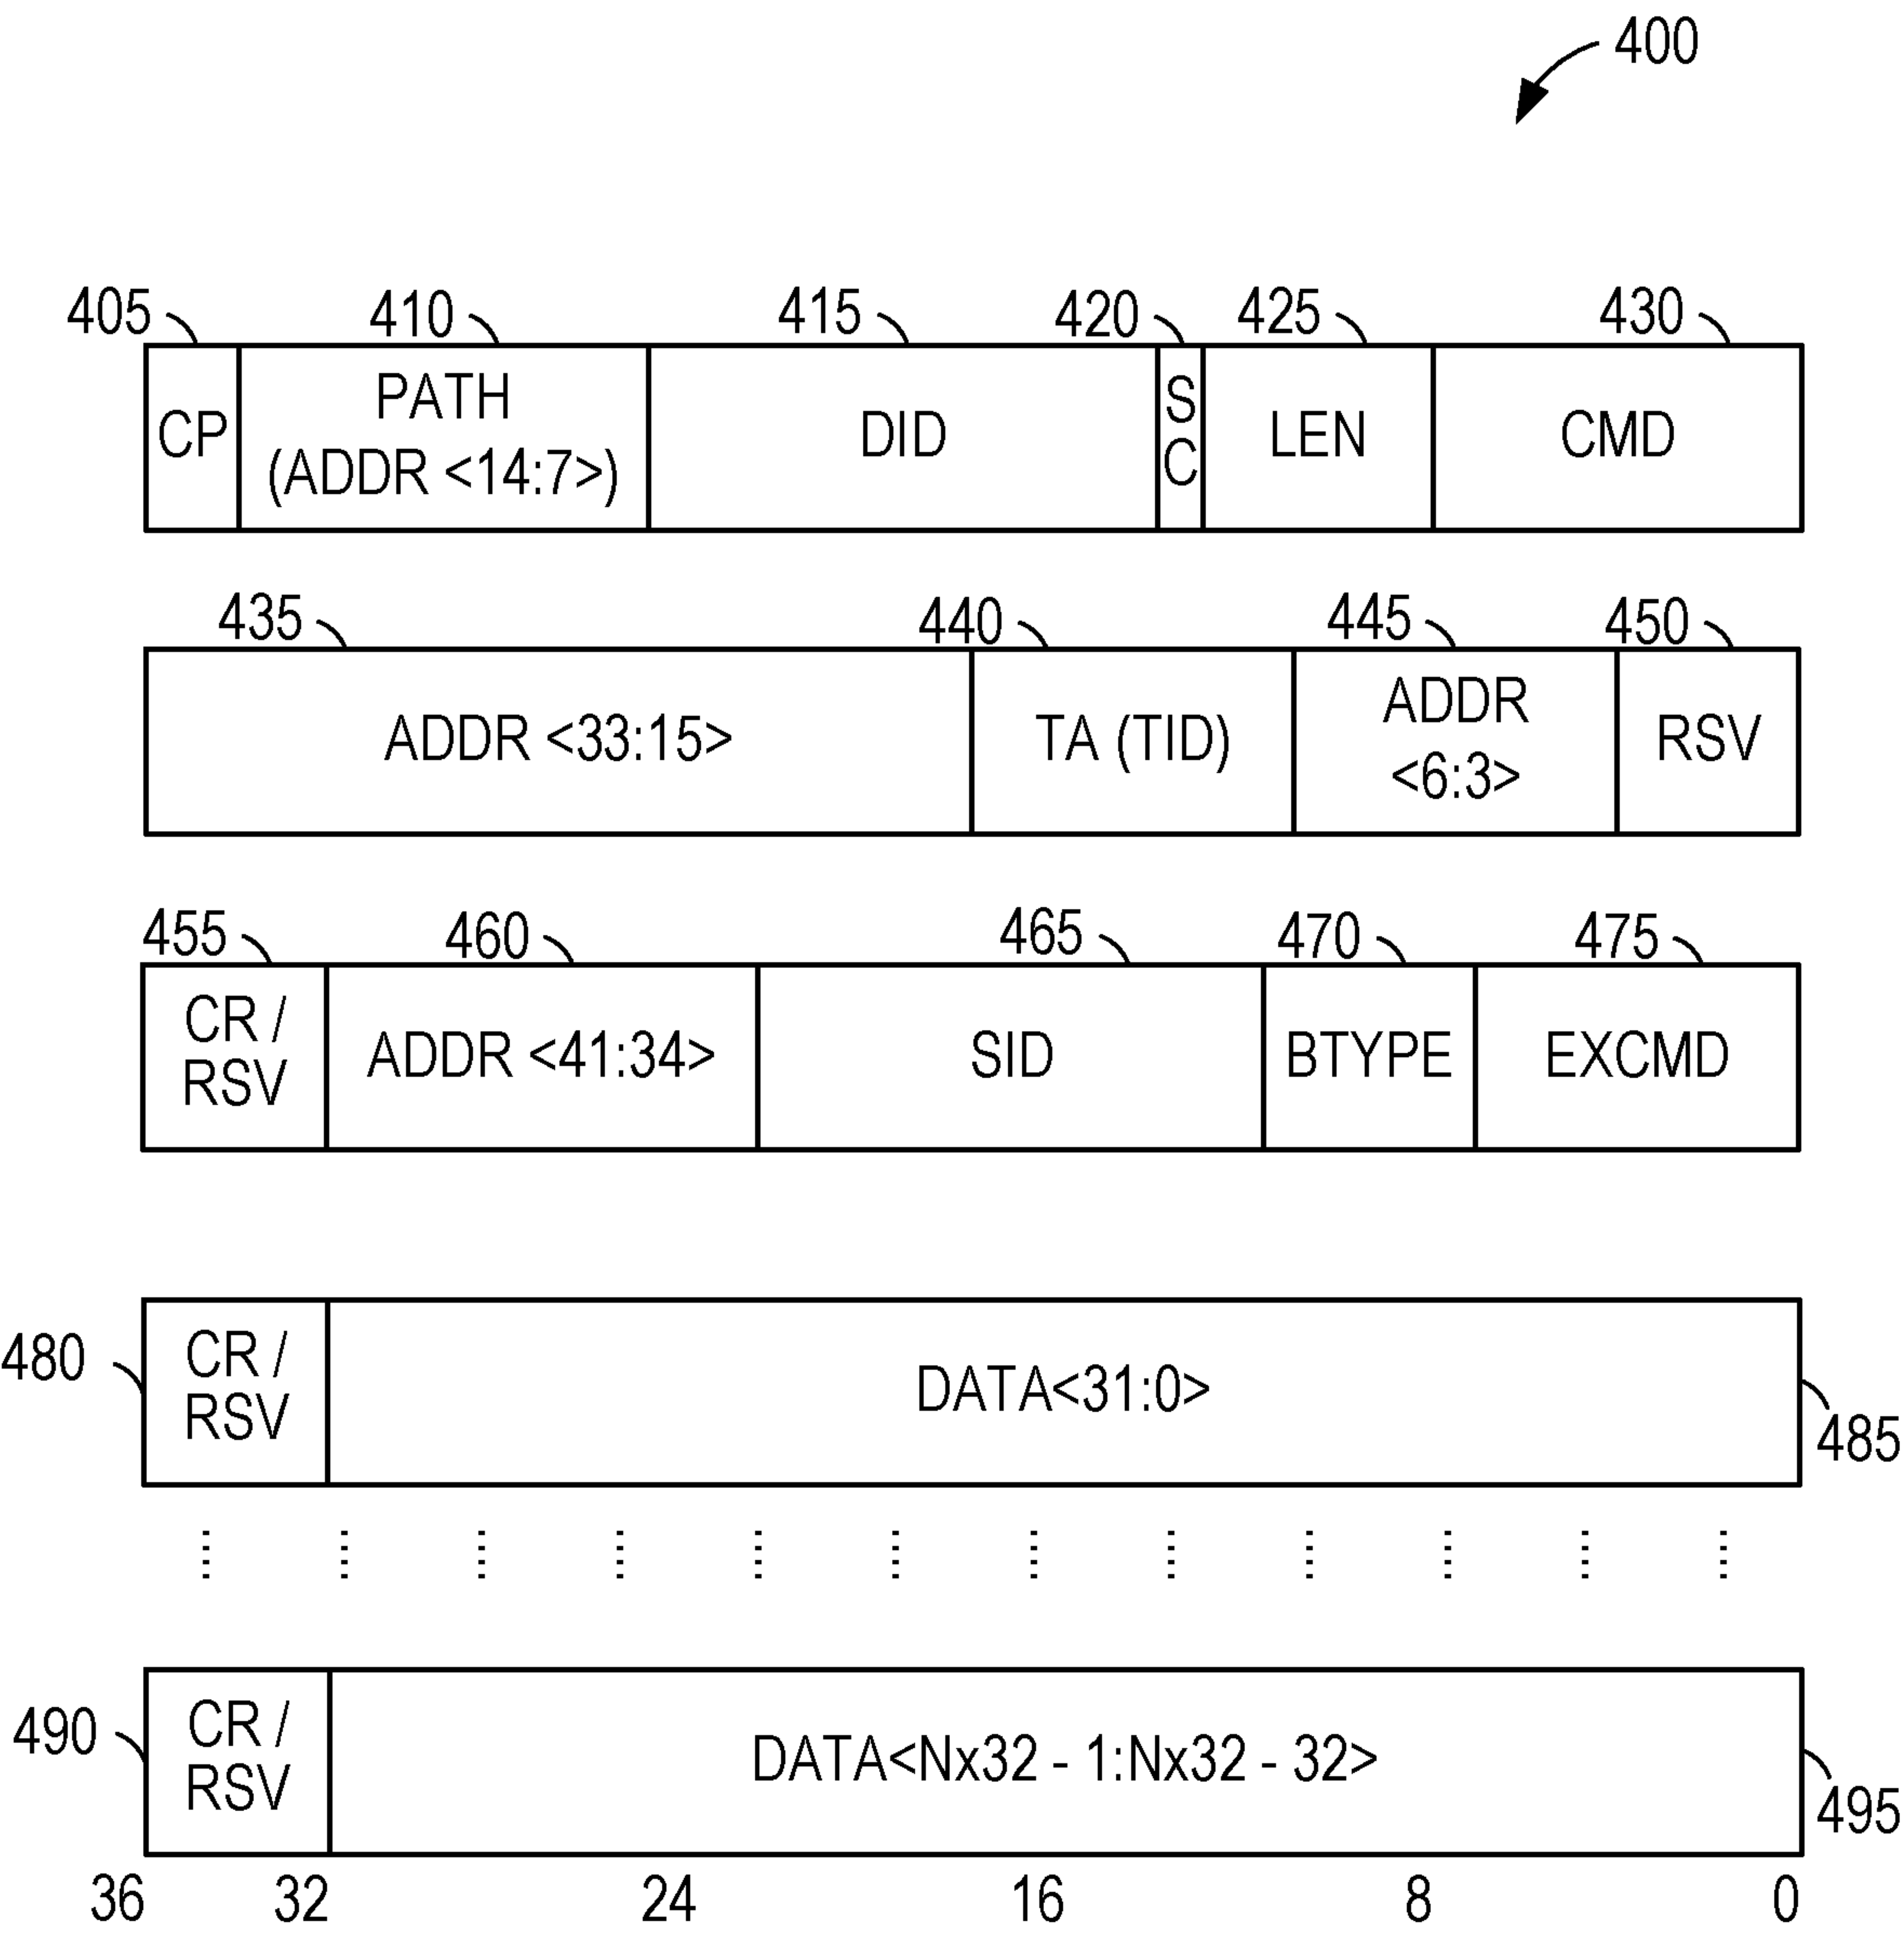 400
405 410 415 420 425 430
CP PATH (ADDR <14:7>) DID SC LEN CMD
435 440 445 450
ADDR <33:15> TA (TID) ADDR <6:3> RSV
455 460 465 470 475
CR / RSV ADDR <41:34> SID BTYPE EXCMD
480 CR / RSV DATA<31:0> 485
490 CR / RSV DATA<Nx32 - 1:Nx32 - 32> 495
36 32 24 16 8 0